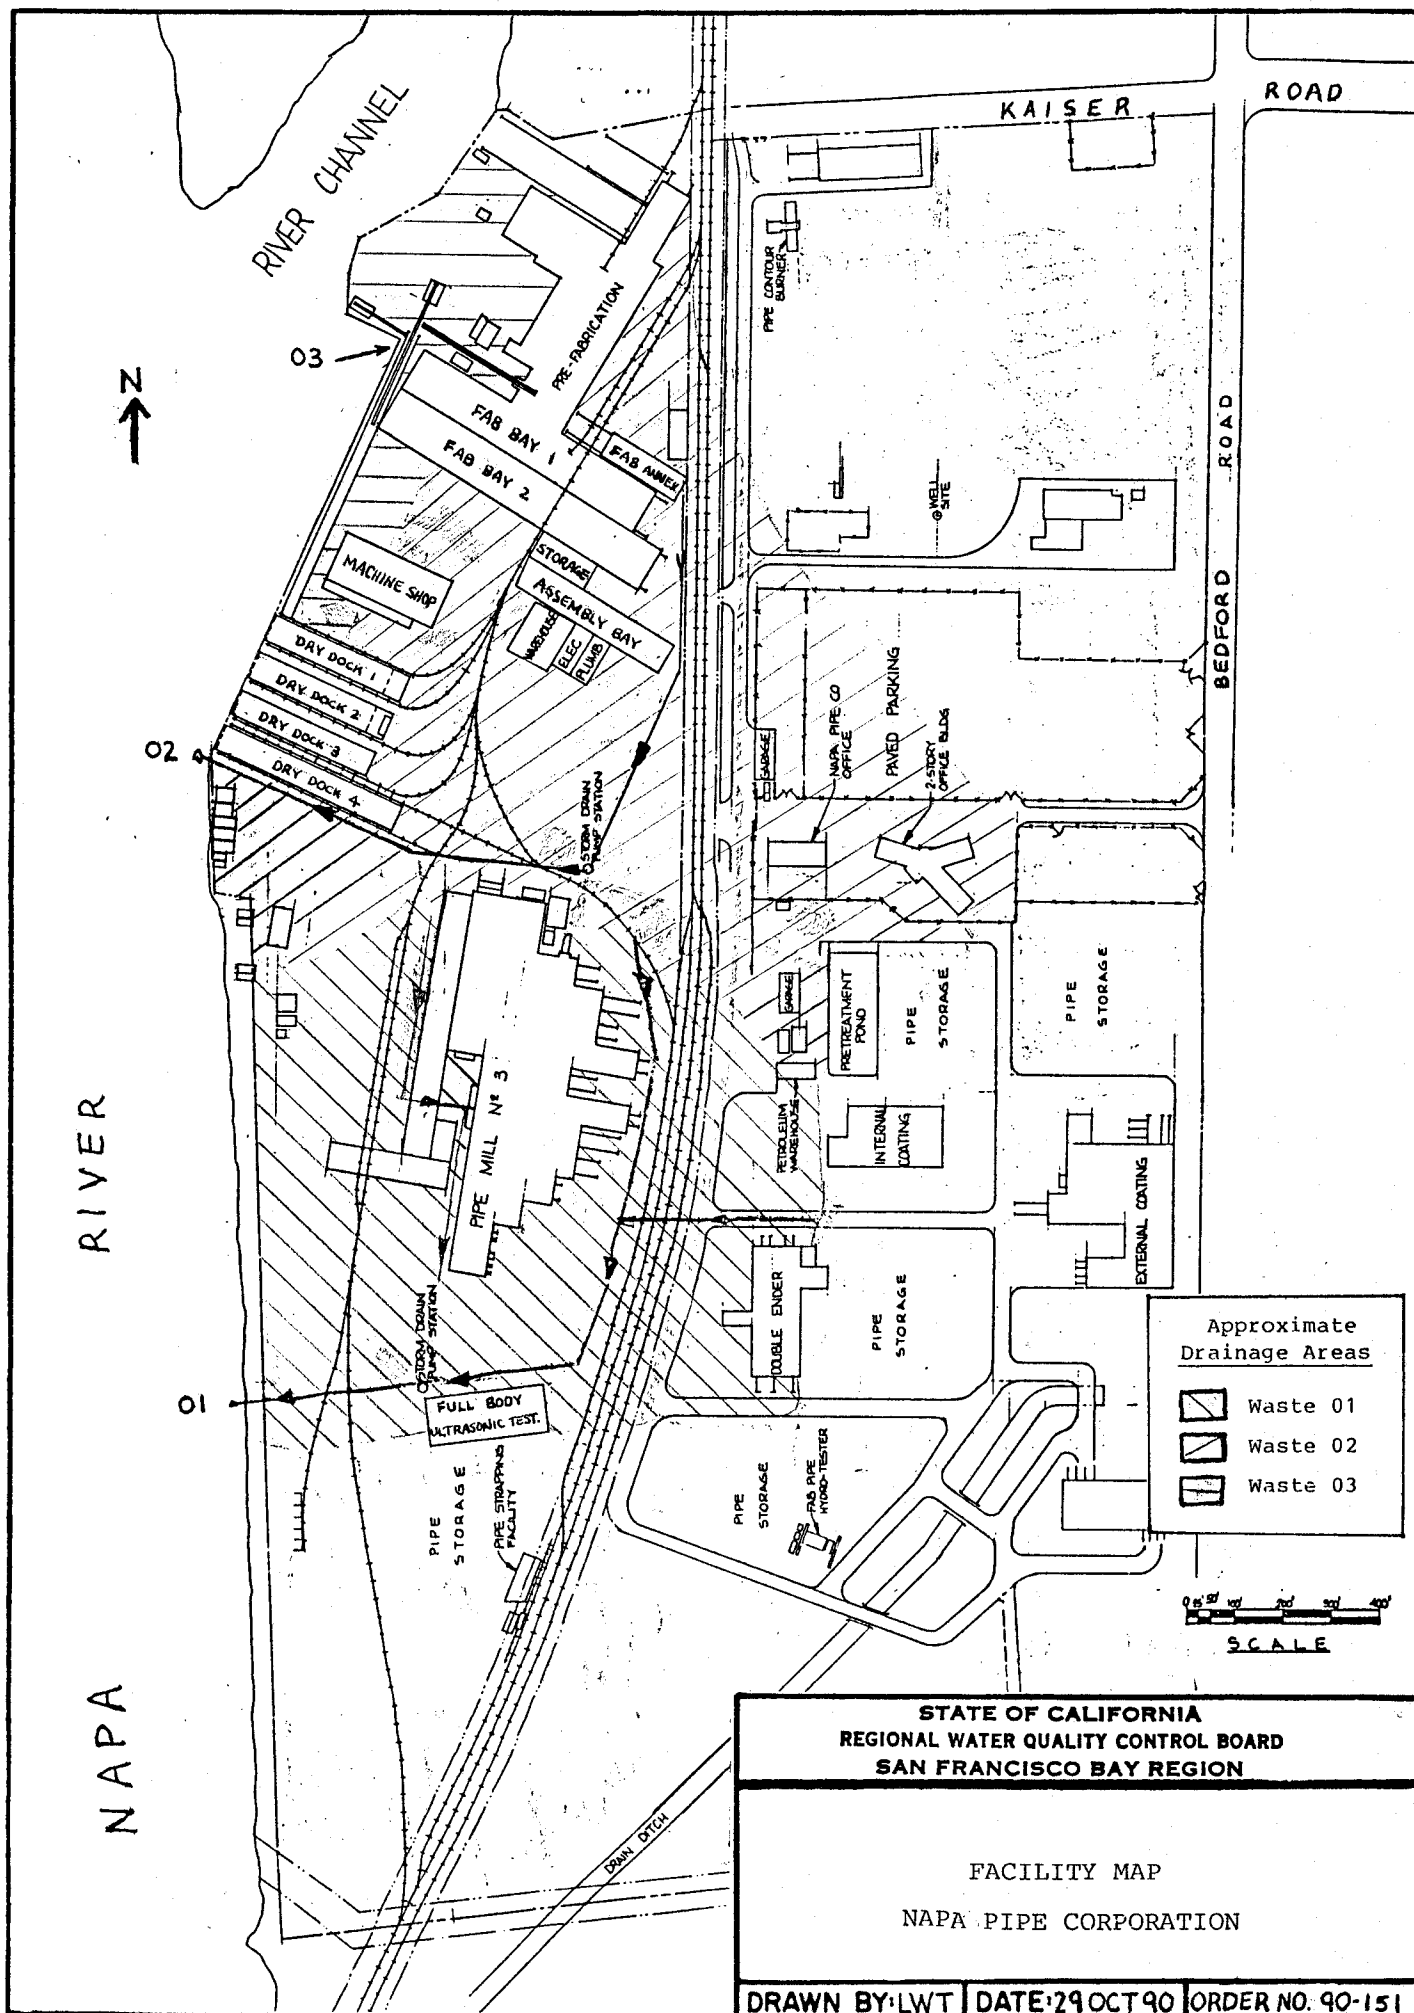 KAISER ROAD
RIVER CHANNEL
PIPE CONTOUR
BURNER
PRE-FABRICATION
03
N
FAB BAY 1
FAB BAY 2
FAB ANNEX
BEDFORD ROAD
WELL
SITE
STORAGE
MACHINE SHOP
ASSEMBLY BAY
WAREHOUSE
ELEC
PLUMB
DRY DOCK 1
DRY DOCK 2
DRY DOCK 3
DRY DOCK 4
02
PAVED PARKING
NAPA PIPE CO
OFFICE
2-STORY
OFFICE BLDG
GARAGE
STORM DRAIN
PUMP STATION
GARAGE
PRETREATMENT
POND
PIPE
STORAGE
PIPE
STORAGE
PIPE MILL Nº 3
PETROLEUM
WAREHOUSE
INTERNAL
COATING
EXTERNAL COATING
NAPA RIVER
DOUBLE ENDER
PIPE
STORAGE
STORM DRAIN
PUMP STATION
01
FULL BODY
ULTRASONIC TEST.
PIPE
STORAGE
PIPE STRAPPING
FACILITY
PIPE
STORAGE
FAB PIPE
HYDRO-TESTER
Approximate
Drainage Areas
Waste 01
Waste 02
Waste 03
0 25' 50' 100' 200' 300' 400'
SCALE
DRAIN DITCH
STATE OF CALIFORNIA
REGIONAL WATER QUALITY CONTROL BOARD
SAN FRANCISCO BAY REGION
FACILITY MAP
NAPA PIPE CORPORATION
DRAWN BY: LWT DATE: 29 OCT 90 ORDER NO. 90-151